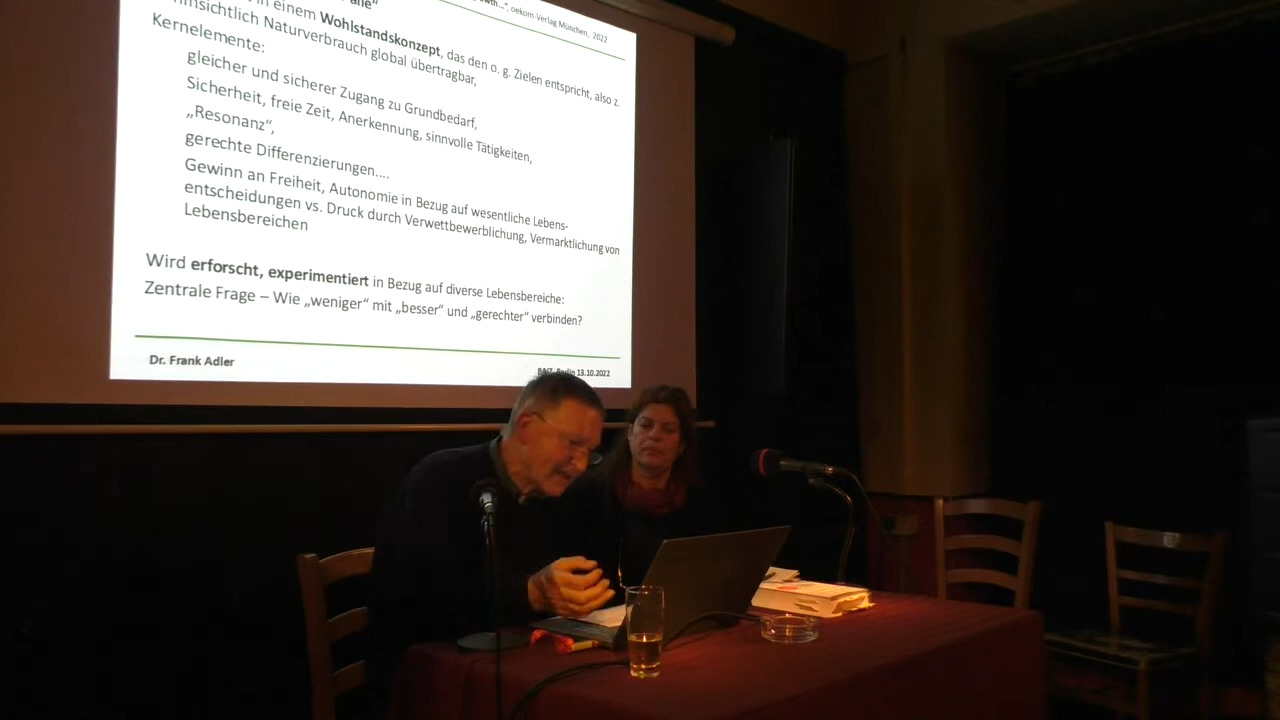 alle“
owth...“, oekom-Verlag München, 2022
in einem Wohlstandskonzept, das den o. g. Zielen entspricht, also z.
hinsichtlich Naturverbrauch global übertragbar,
Kernelemente:
gleicher und sicherer Zugang zu Grundbedarf,
Sicherheit, freie Zeit, Anerkennung, sinnvolle Tätigkeiten,
„Resonanz“,
gerechte Differenzierungen....
Gewinn an Freiheit, Autonomie in Bezug auf wesentliche Lebens-
entscheidungen vs. Druck durch Verwettbewerblichung, Vermarktlichung von
Lebensbereichen
Wird erforscht, experimentiert in Bezug auf diverse Lebensbereiche:
Zentrale Frage – Wie „weniger“ mit „besser“ und „gerechter“ verbinden?
Dr. Frank Adler
Berlin 13.10.2022